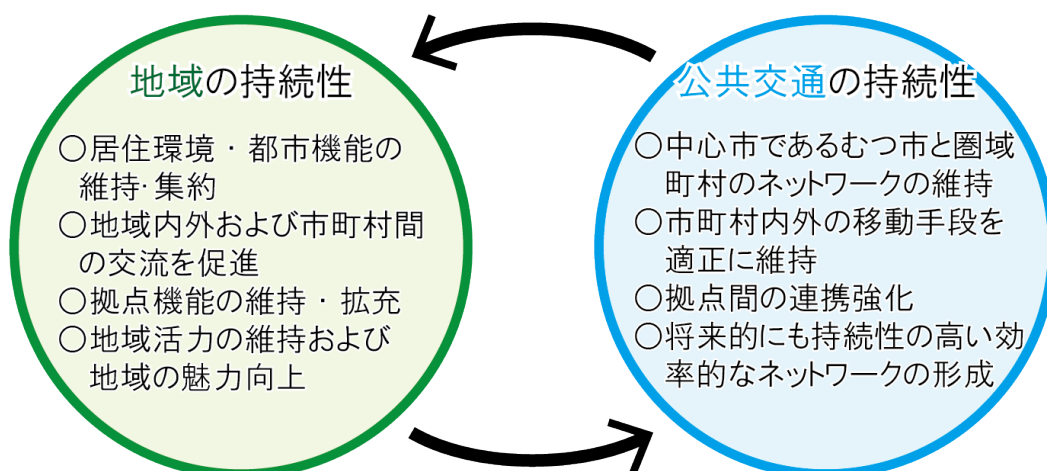 地域の持続性
○居住環境・都市機能の
維持・集約
○地域内外および市町村間
の交流を促進
○拠点機能の維持・拡充
○地域活力の維持および
地域の魅力向上
公共交通の持続性
○中心市であるむつ市と圏域
町村のネットワークの維持
○市町村内外の移動手段を
適正に維持
○拠点間の連携強化
○将来的にも持続性の高い効
率的なネットワークの形成